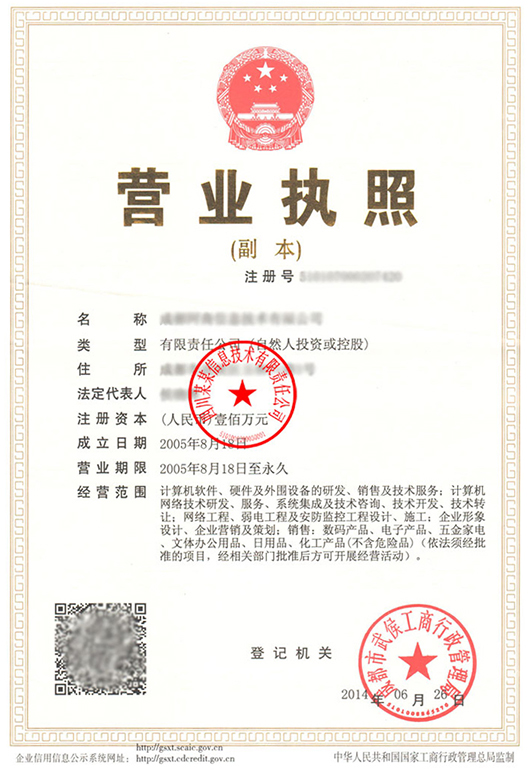 营业执照
(副 本)
注 册 号
名 称
类 型 有限责任公司（自然人投资或控股）
住 所
法定代表人
注册资本 (人民币)壹佰万元
成立日期 2005年8月18日
营业期限 2005年8月18日至永久
经营范围 计算机软件、硬件及外围设备的研发、销售及技术服务；计算机
网络技术研发、服务、系统集成及技术咨询、技术开发、技术转
让；网络工程、弱电工程及安防监控工程设计、施工；企业形象
设计、企业营销及策划；销售：数码产品、电子产品、五金家电
、文体办公用品、日用品、化工产品(不含危险品)（依法须经批
准的项目，经相关部门批准后方可开展经营活动）。
四川某某信息技术有限责任公司
登 记 机 关
成都市武侯工商行政管理局
2014 年 06 月 26 日
企业信用信息公示系统网址：
http://gsxt.scaic.gov.cn
http://gsxt.cdcredit.gov.cn
中华人民共和国国家工商行政管理总局监制